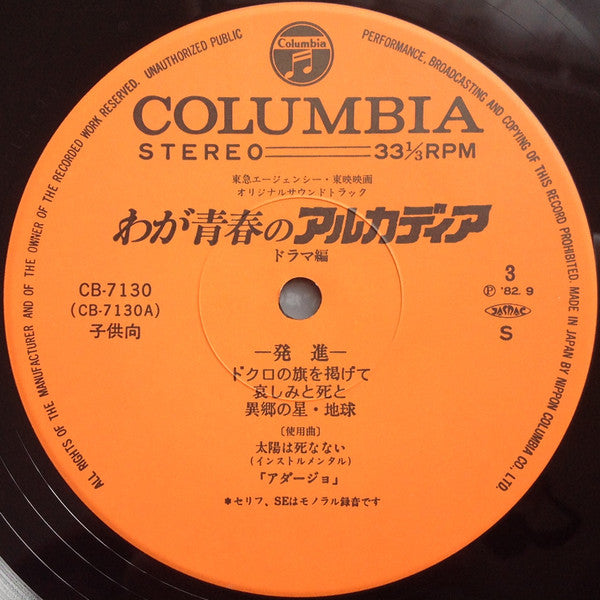 Columbia
COLUMBIA
STEREO 33 1/3 RPM
東急エージェンシー・東映映画
オリジナルサウンドトラック
わが青春のアルカディア
ドラマ編
CB-7130
(CB-7130A)
子供向
3
Ⓟ '82. 9
JASRAC
S
—発 進—
ドクロの旗を掲げて
哀しみと死と
異郷の星・地球
〔使用曲〕
太陽は死なない
(インストルメンタル)
「アダージョ」
＊セリフ、SEはモノラル録音です
ALL RIGHTS OF THE MANUFACTURER AND OF THE OWNER OF THE RECORDED WORK RESERVED. UNAUTHORIZED PUBLIC PERFORMANCE, BROADCASTING AND COPYING OF THIS RECORD PROHIBITED. MADE IN JAPAN BY NIPPON COLUMBIA CO., LTD.